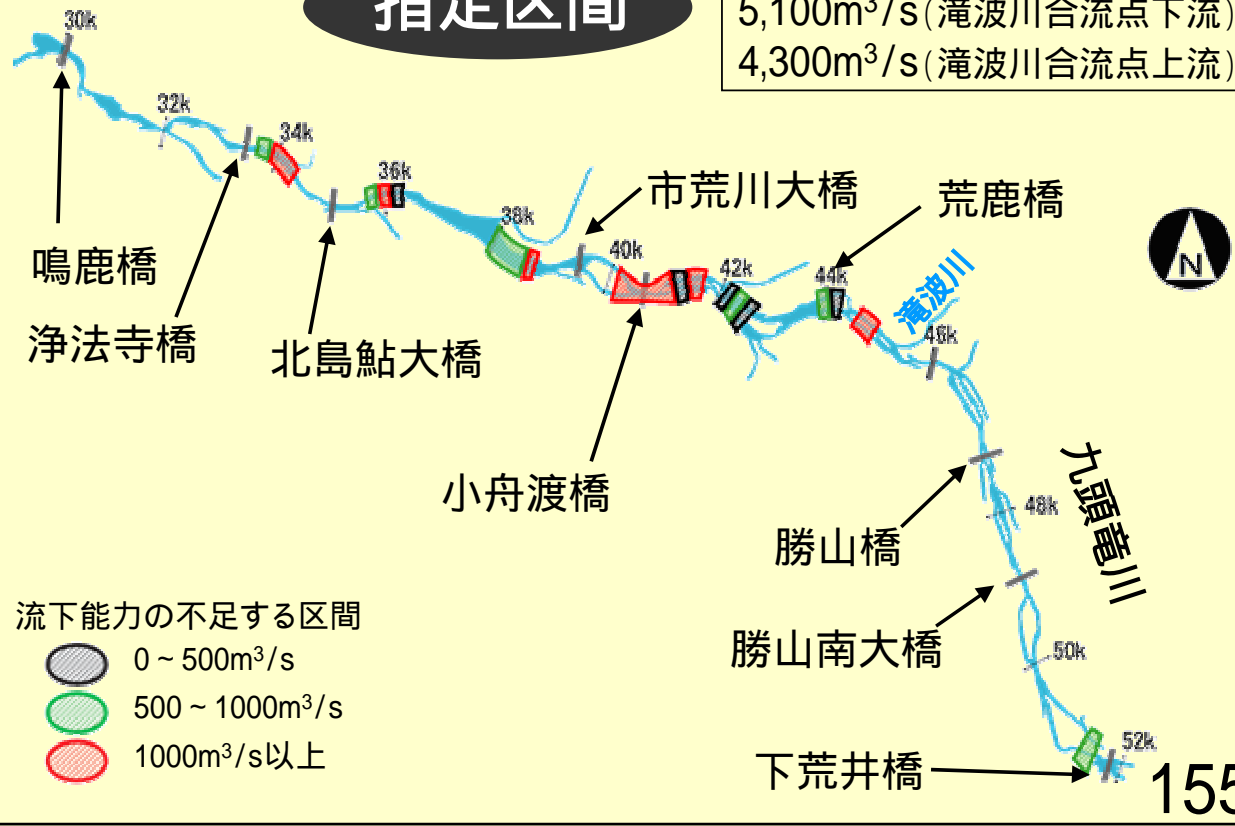 指定区間
5,100m³/s(滝波川合流点下流)
4,300m³/s(滝波川合流点上流)
30k
32k
34k
36k
38k
40k
42k
44k
46k
48k
50k
52k
鳴鹿橋
浄法寺橋
北島鮎大橋
市荒川大橋
荒鹿橋
小舟渡橋
滝波川
N
勝山橋
九頭竜川
勝山南大橋
下荒井橋
流下能力の不足する区間
0~500m³/s
500~1000m³/s
1000m³/s以上
155